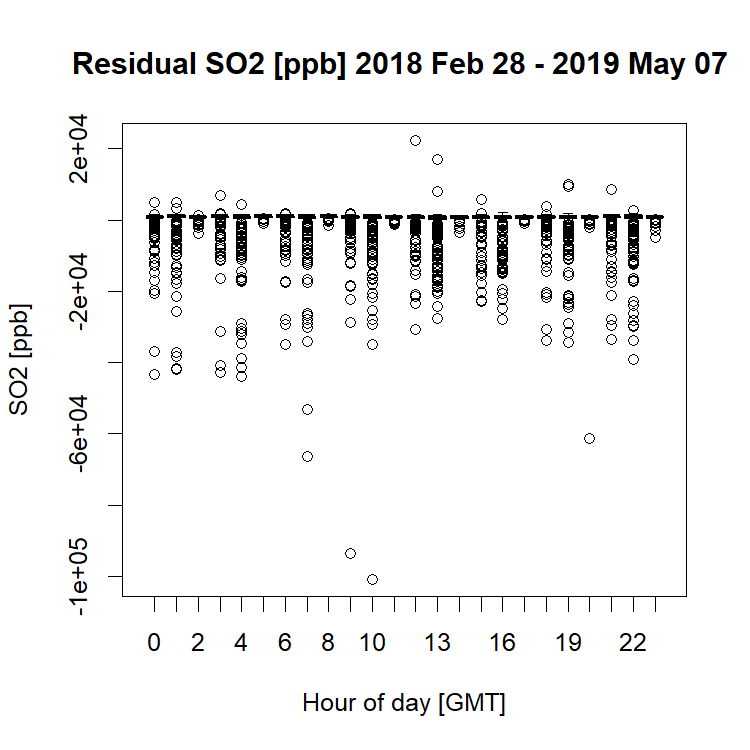 Residual SO2 [ppb] 2018 Feb 28 - 2019 May 07
2e+04
-2e+04
-6e+04
-1e+05
SO2 [ppb]
0 2 4 6 8 10 13 16 19 22
Hour of day [GMT]